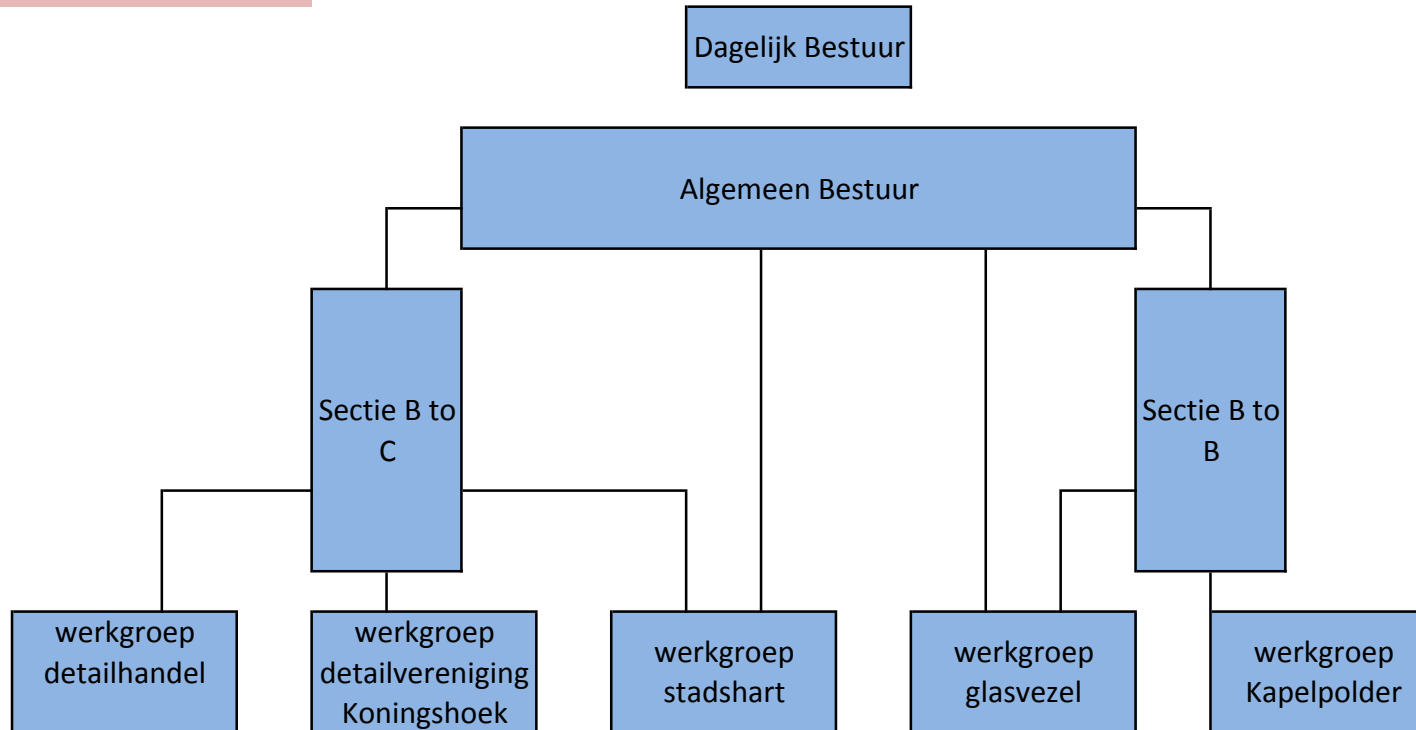 Dagelijk Bestuur
Algemeen Bestuur
Sectie B to
C
Sectie B to
B
werkgroep
detailhandel
werkgroep
detailvereniging
Koningshoek
werkgroep
stadshart
werkgroep
glasvezel
werkgroep
Kapelpolder